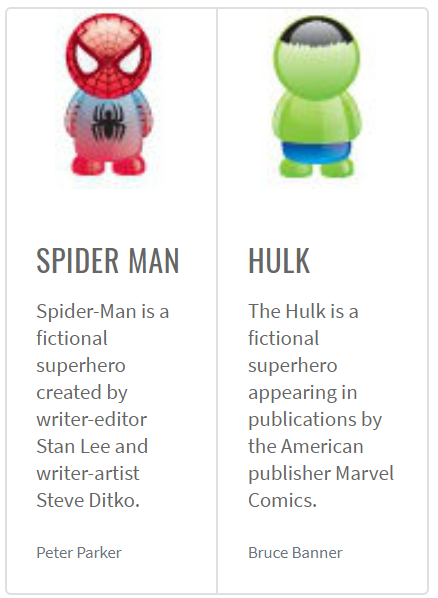 SPIDER MAN
Spider-Man is a
fictional
superhero
created by
writer-editor
Stan Lee and
writer-artist
Steve Ditko.
Peter Parker
HULK
The Hulk is a
fictional
superhero
appearing in
publications by
the American
publisher Marvel
Comics.
Bruce Banner